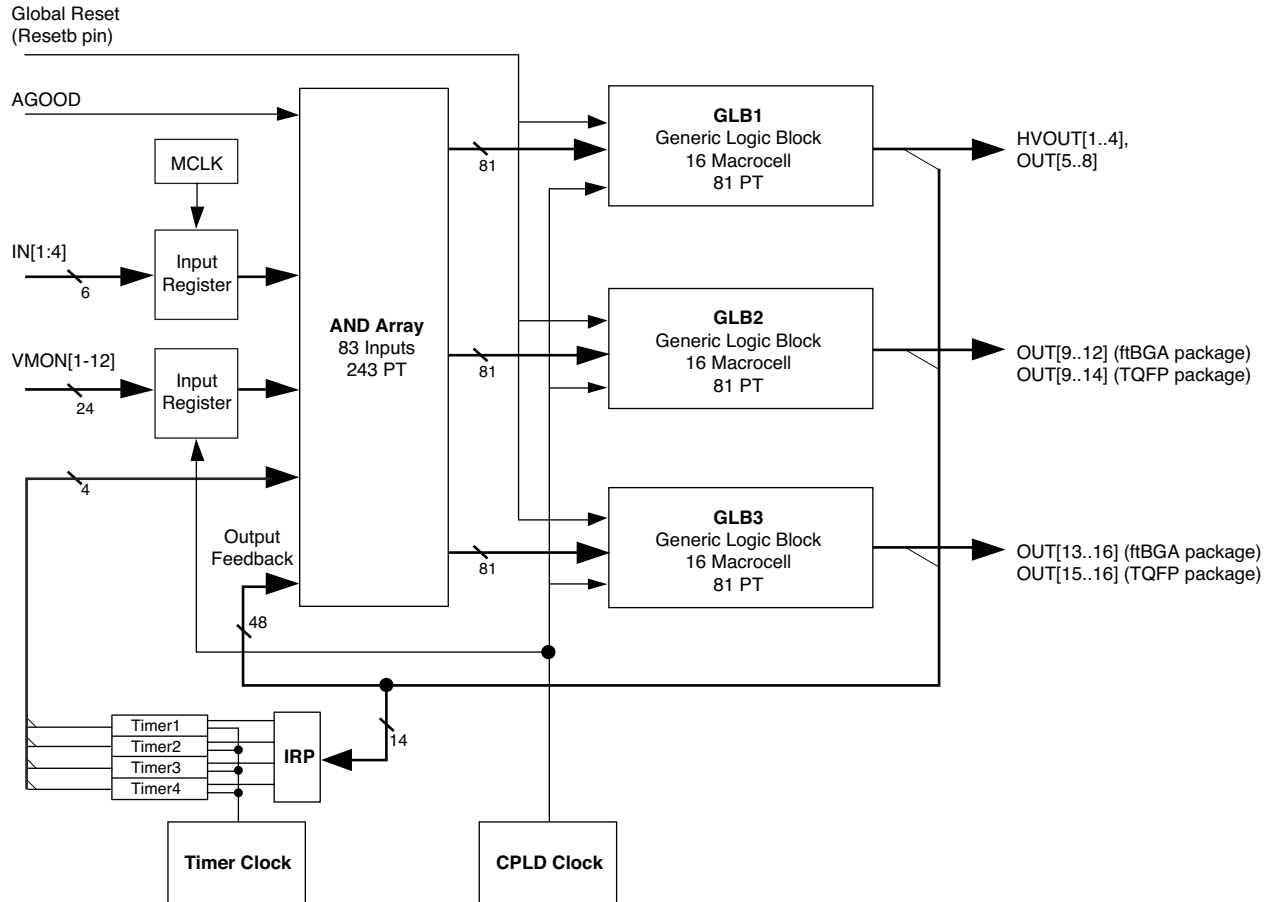 Global Reset
(Resetb pin)
AGOOD
MCLK
IN[1:4]
6
Input
Register
VMON[1-12]
24
Input
Register
4
Output
Feedback
48
AND Array
83 Inputs
243 PT
81
81
81
GLB1
Generic Logic Block
16 Macrocell
81 PT
HVOUT[1..4],
OUT[5..8]
GLB2
Generic Logic Block
16 Macrocell
81 PT
OUT[9..12] (ftBGA package)
OUT[9..14] (TQFP package)
GLB3
Generic Logic Block
16 Macrocell
81 PT
OUT[13..16] (ftBGA package)
OUT[15..16] (TQFP package)
Timer1
Timer2
Timer3
Timer4
IRP
14
Timer Clock
CPLD Clock